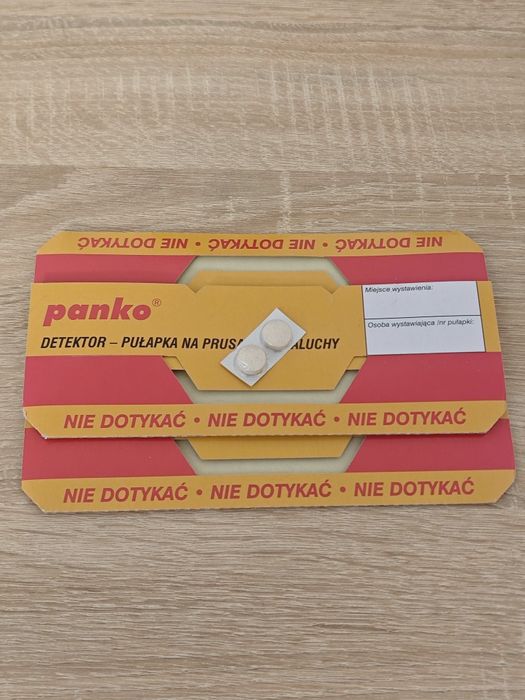 NIE DOTYKAĆ • NIE DOTYKAĆ • NIE DOTYKAĆ
panko®
Miejsce wystawienia:
Osoba wystawiająca /nr pułapki:
DETEKTOR – PUŁAPKA NA
NIE DOTYKAĆ • NIE DOTYKAĆ • NIE DOTYKAĆ
NIE DOTYKAĆ • NIE DOTYKAĆ • NIE DOTYKAĆ